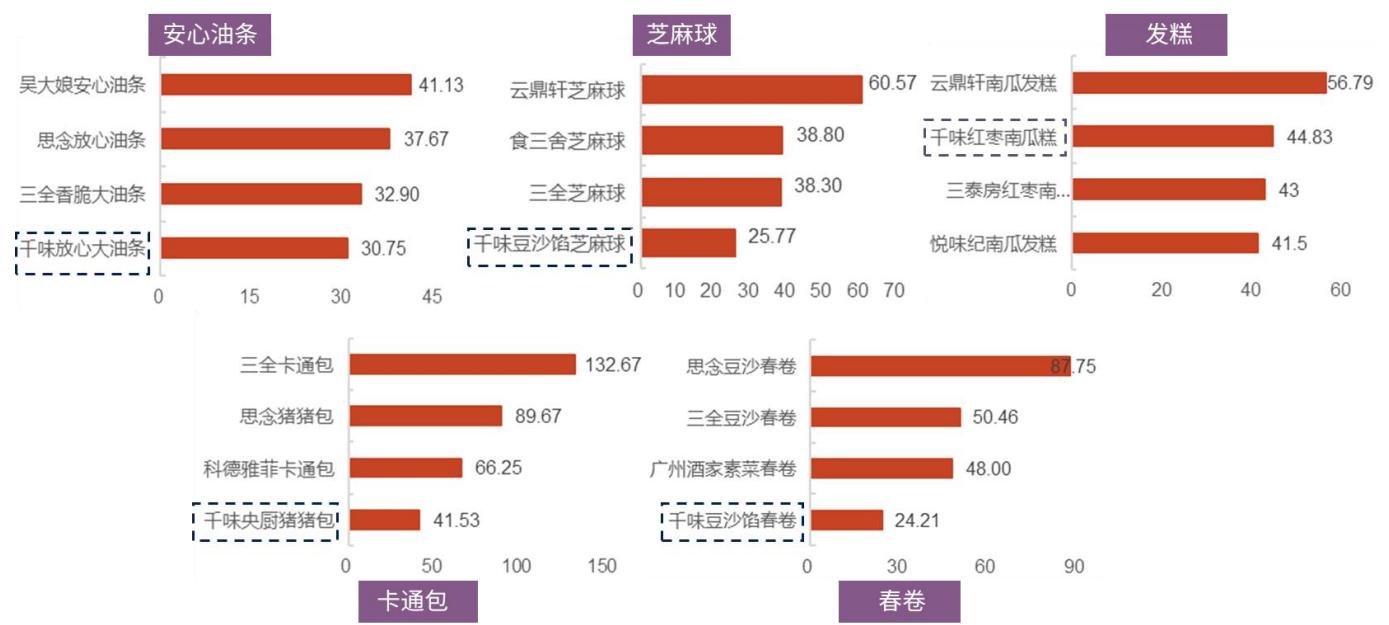 安心油条
吴大娘安心油条 41.13
思念放心油条 37.67
三全香脆大油条 32.90
千味放心大油条 30.75
0 15 30 45
芝麻球
云鼎轩芝麻球 60.57
食三舍芝麻球 38.80
三全芝麻球 38.30
千味豆沙馅芝麻球 25.77
0 10 20 30 40 50 60 70
发糕
云鼎轩南瓜发糕 56.79
千味红枣南瓜糕 44.83
三泰房红枣南... 43
悦味纪南瓜发糕 41.5
0 20 40 60
三全卡通包 132.67
思念猪猪包 89.67
科德雅菲卡通包 66.25
千味央厨猪猪包 41.53
0 50 100 150
卡通包
思念豆沙春卷 87.75
三全豆沙春卷 50.46
广州酒家素菜春卷 48.00
千味豆沙馅春卷 24.21
0 30 60 90
春卷